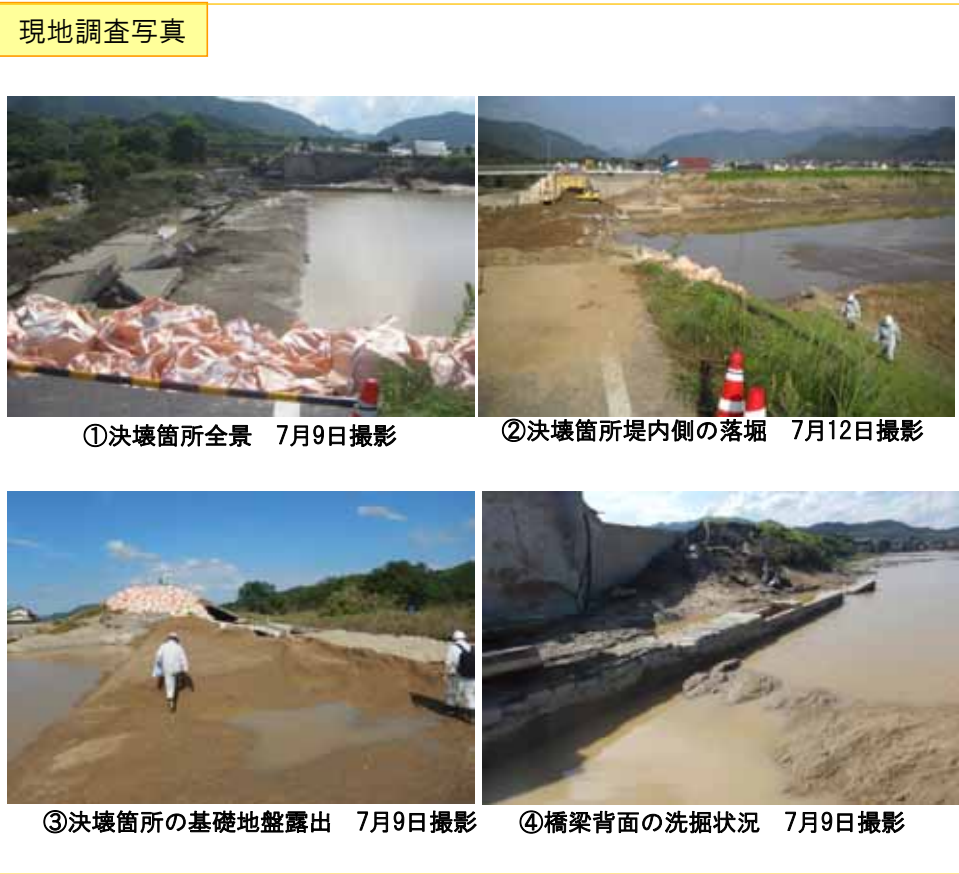 現地調査写真
①決壊箇所全景　7月9日撮影
②決壊箇所堤内側の落堀　7月12日撮影
③決壊箇所の基礎地盤露出　7月9日撮影
④橋梁背面の洗掘状況　7月9日撮影